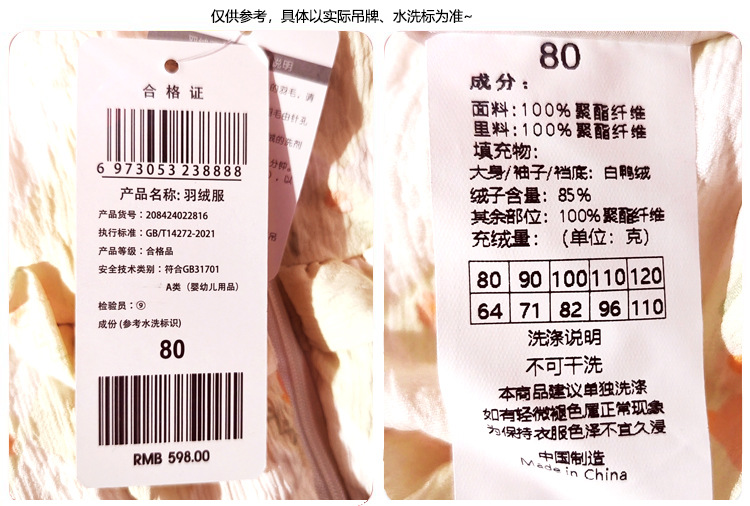 仅供参考，具体以实际吊牌、水洗标为准~
说明
合格证
6 973053 238888
产品名称: 羽绒服
产品货号：208424022816
执行标准：GB/T14272-2021
产品等级：合格品
安全技术类别：符合GB31701
A类（婴幼儿用品）
检验员：⑨
成份 (参考水洗标识)
80
RMB 598.00
80
成分：
面料：100% 聚酯纤维
里料：100% 聚酯纤维
填充物：
大身/袖子/裆底：白鸭绒
绒子含量：85%
其余部位：100%聚酯纤维
充绒量：（单位：克）
80 90 100 110 120
64 71 82 96 110
洗涤说明
不可干洗
本商品建议单独洗涤
如有轻微褪色属正常现象
为保持衣服色泽不宜久浸
中国制造
Made in China